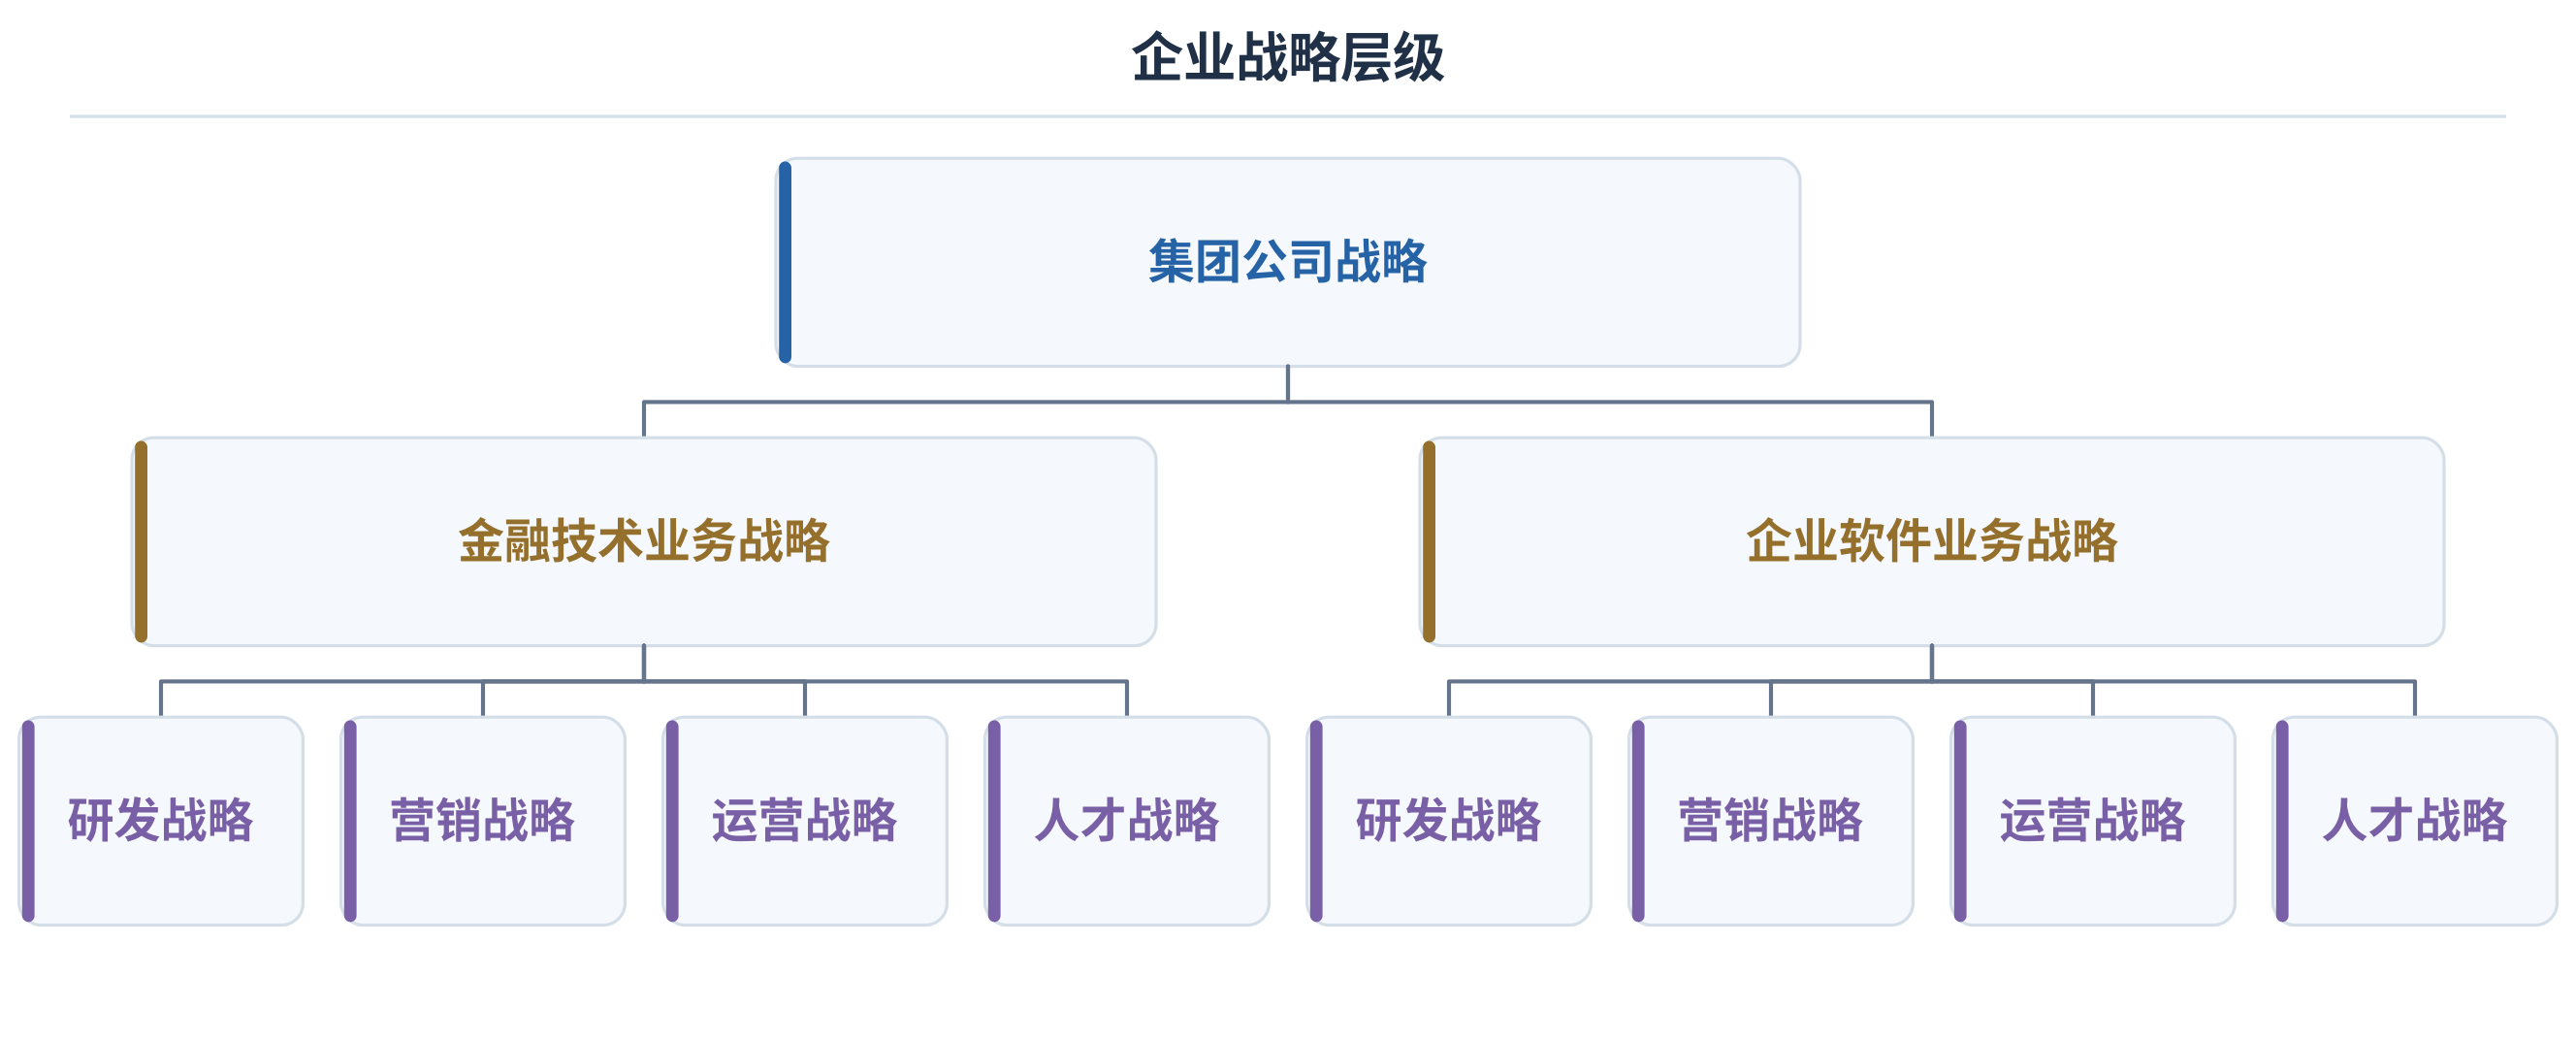 企业战略层级
集团公司战略
金融技术业务战略
企业软件业务战略
研发战略
营销战略
运营战略
人才战略
研发战略
营销战略
运营战略
人才战略